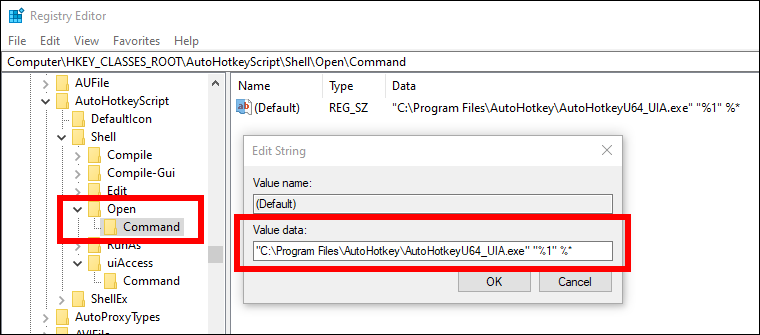 Registry Editor
File Edit View Favorites Help
Computer\HKEY_CLASSES_ROOT\AutoHotkeyScript\Shell\Open\Command
AUFile
AutoHotkeyScript
DefaultIcon
Shell
Compile
Compile-Gui
Edit
Open
Command
RunAs
uiAccess
Command
ShellEx
AutoProxyTypes
AVIFile
Name Type Data
(Default) REG_SZ "C:\Program Files\AutoHotkey\AutoHotkeyU64_UIA.exe" "%1" %*
Edit String
Value name:
(Default)
Value data:
"C:\Program Files\AutoHotkey\AutoHotkeyU64_UIA.exe" "%1" %*
OK Cancel